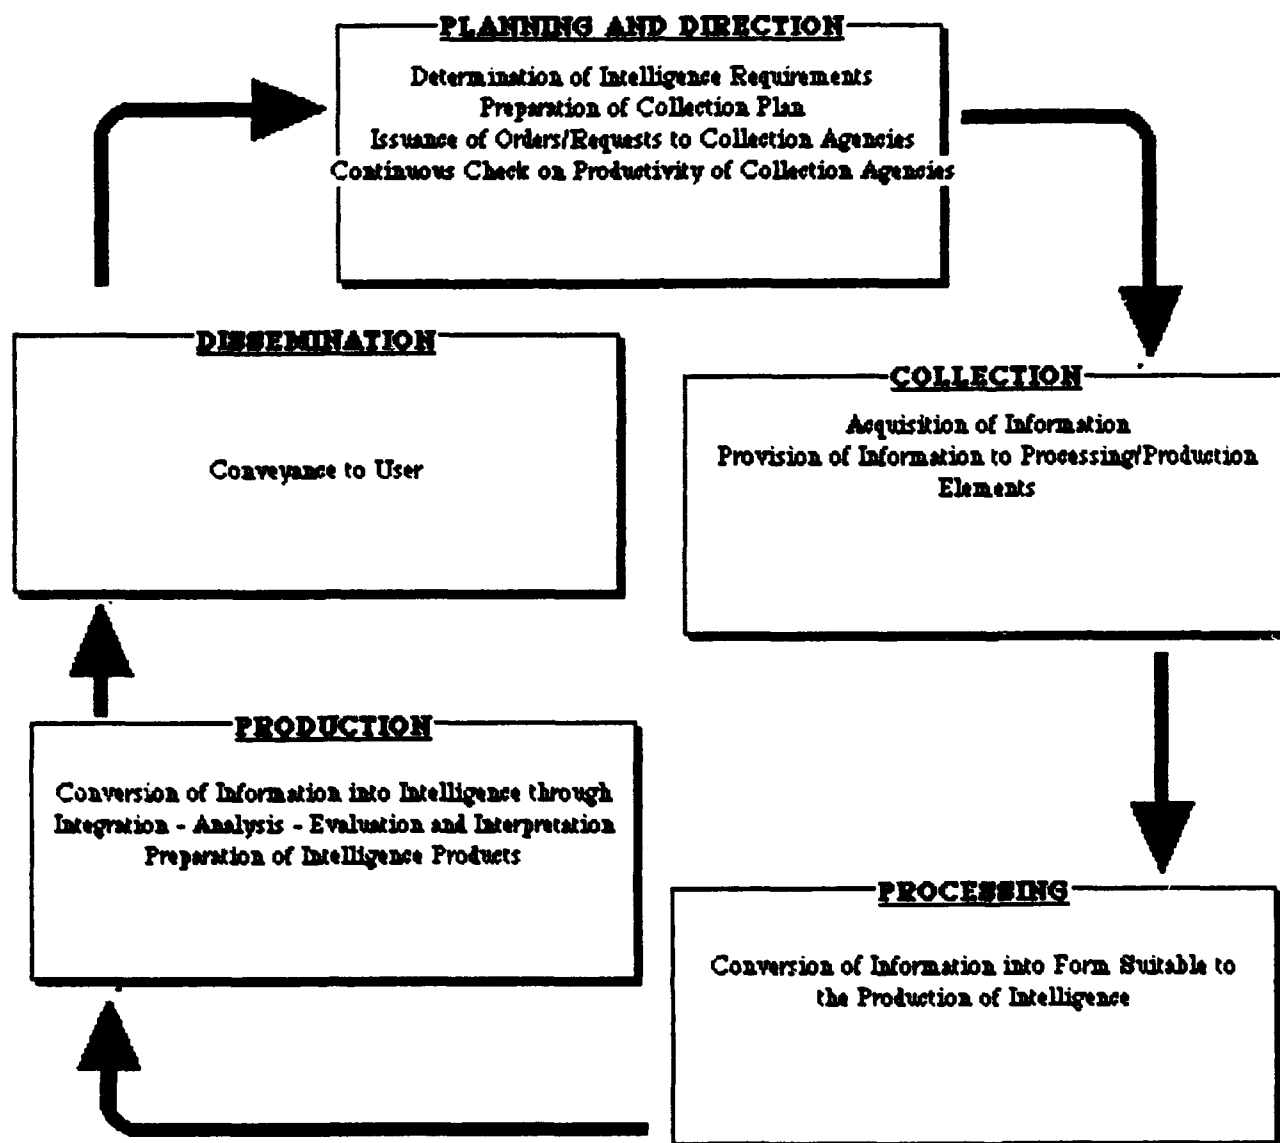 PLANNING AND DIRECTION
Determination of Intelligence Requirements
Preparation of Collection Plan
Issuance of Orders/Requests to Collection Agencies
Continuous Check on Productivity of Collection Agencies
COLLECTION
Acquisition of Information
Provision of Information to Processing/Production
Elements
PROCESSING
Conversion of Information into Form Suitable to
the Production of Intelligence
PRODUCTION
Conversion of Information into Intelligence through
Integration - Analysis - Evaluation and Interpretation
Preparation of Intelligence Products
DISSEMINATION
Conveyance to User